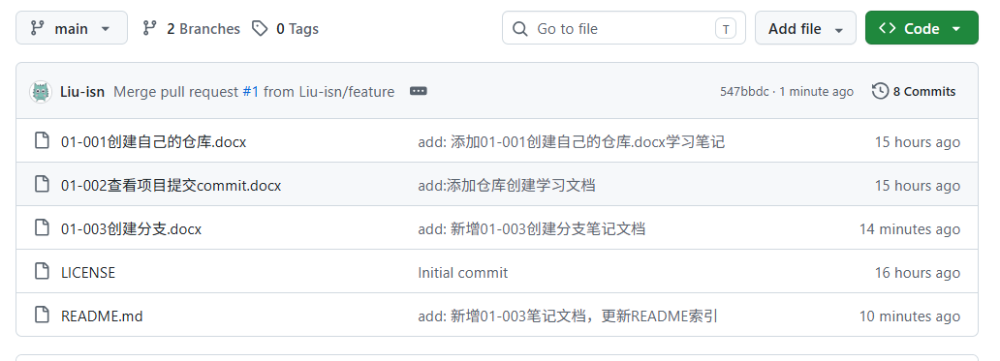 main 2 Branches 0 Tags Go to file T Add file Code
Liu-isn Merge pull request #1 from Liu-isn/feature 547bbdc · 1 minute ago 8 Commits
01-001创建自己的仓库.docx add: 添加01-001创建自己的仓库.docx学习笔记 15 hours ago
01-002查看项目提交commit.docx add:添加仓库创建学习文档 15 hours ago
01-003创建分支.docx add: 新增01-003创建分支笔记文档 14 minutes ago
LICENSE Initial commit 16 hours ago
README.md add: 新增01-003笔记文档，更新README索引 10 minutes ago